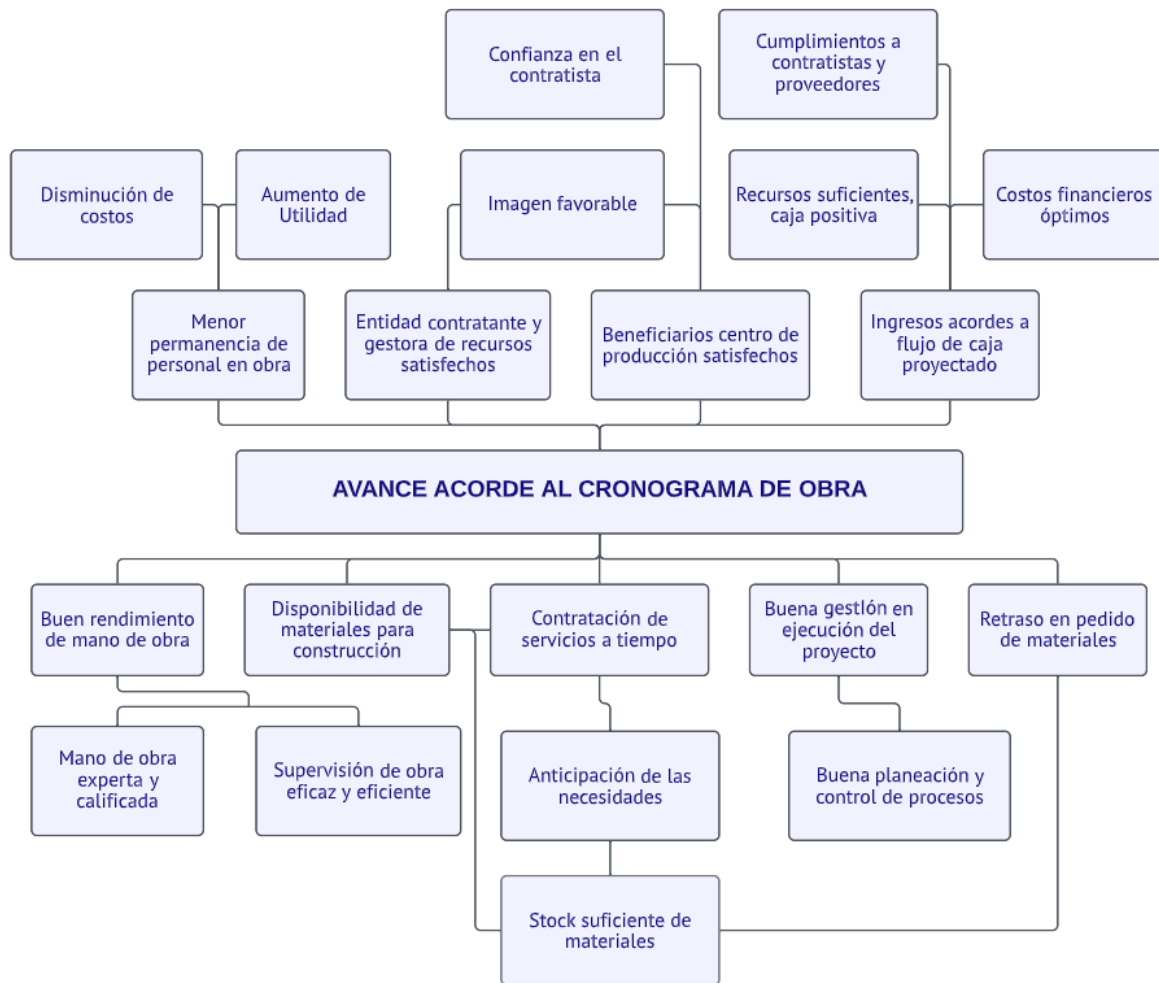 Confianza en el
contratista
Cumplimientos a
contratistas y
proveedores
Disminución de
costos
Aumento de
Utilidad
Imagen favorable
Recursos suficientes,
caja positiva
Costos financieros
óptimos
Menor
permanencia de
personal en obra
Entidad contratante y
gestora de recursos
satisfechos
Beneficiarios centro de
producción satisfechos
Ingresos acordes a
flujo de caja
proyectado
AVANCE ACORDE AL CRONOGRAMA DE OBRA
Buen rendimiento
de mano de obra
Disponibilidad de
materiales para
construcción
Contratación de
servicios a tiempo
Buena gestIón en
ejecución del
proyecto
Retraso en pedido
de materiales
Mano de obra
experta y
calificada
Supervisión de obra
eficaz y eficiente
Anticipación de las
necesidades
Buena planeación y
control de procesos
Stock suficiente de
materiales